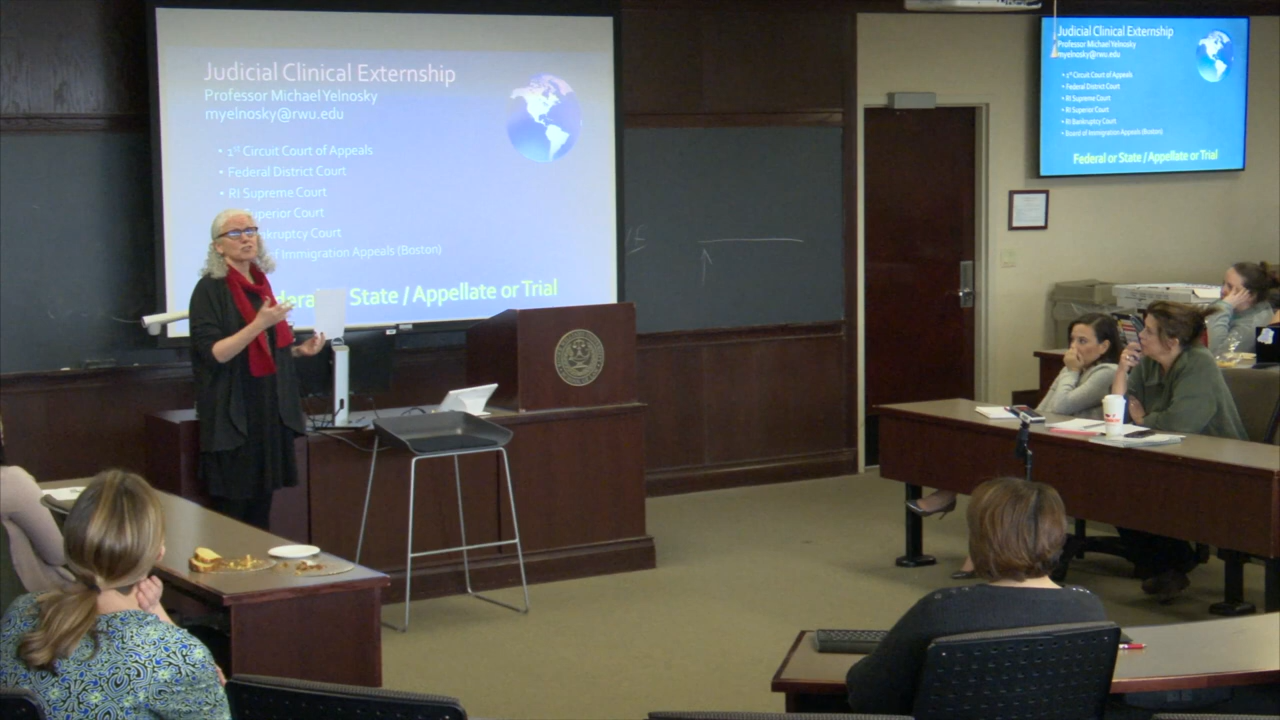 Judicial Clinical Externship
Professor Michael Yelnosky
myelnosky@rwu.edu
• 1st Circuit Court of Appeals
• Federal District Court
• RI Supreme Court
Superior Court
Court
of Immigration Appeals (Boston)
State / Appellate or Trial
Judicial Clinical Externship
Professor Michael Yelnosky
myelnosky@rwu.edu
• 1st Circuit Court of Appeals
• Federal District Court
• RI Supreme Court
• RI Superior Court
• RI Bankruptcy Court
• Board of Immigration Appeals (Boston)
Federal or State / Appellate or Trial